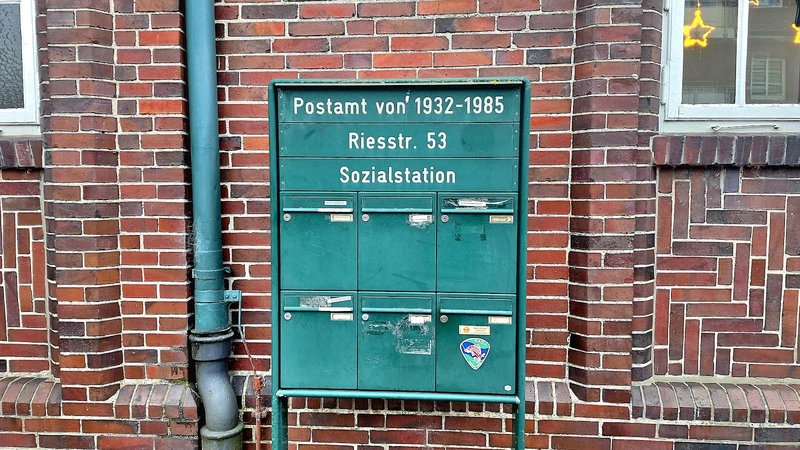 Postamt von 1932-1985
Riesstr. 53
Sozialstation